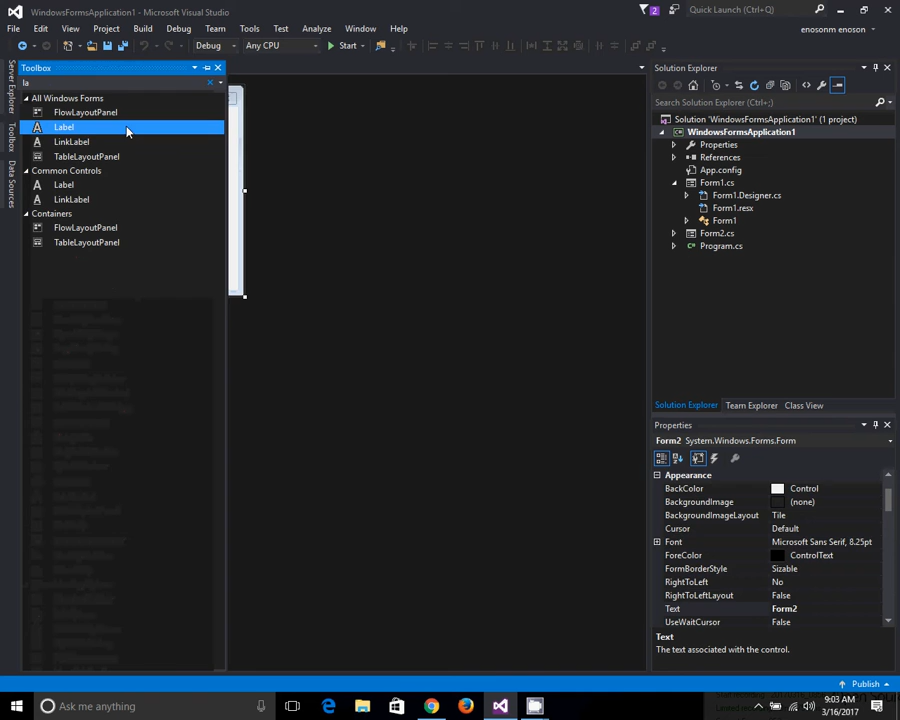 WindowsFormsApplication1 - Microsoft Visual Studio
2
Quick Launch (Ctrl+Q)
File Edit View Project Build Debug Team Tools Test Analyze Window Help
enosonm enoson
Debug Any CPU Start
Server Explorer
Toolbox
Data Sources
Toolbox
la
All Windows Forms
FlowLayoutPanel
Label
LinkLabel
TableLayoutPanel
Common Controls
Label
LinkLabel
Containers
FlowLayoutPanel
TableLayoutPanel
Solution Explorer
Search Solution Explorer (Ctrl+;)
Solution 'WindowsFormsApplication1' (1 project)
WindowsFormsApplication1
Properties
References
App.config
Form1.cs
Form1.Designer.cs
Form1.resx
Form1
Form2.cs
Program.cs
Solution Explorer Team Explorer Class View
Properties
Form2 System.Windows.Forms.Form
Appearance
BackColor Control
BackgroundImage (none)
BackgroundImageLayout Tile
Cursor Default
Font Microsoft Sans Serif, 8.25pt
ForeColor ControlText
FormBorderStyle Sizable
RightToLeft No
RightToLeftLayout False
Text Form2
UseWaitCursor False
Text
The text associated with the control.
Publish
Ask me anything
9:03 AM
3/16/2017